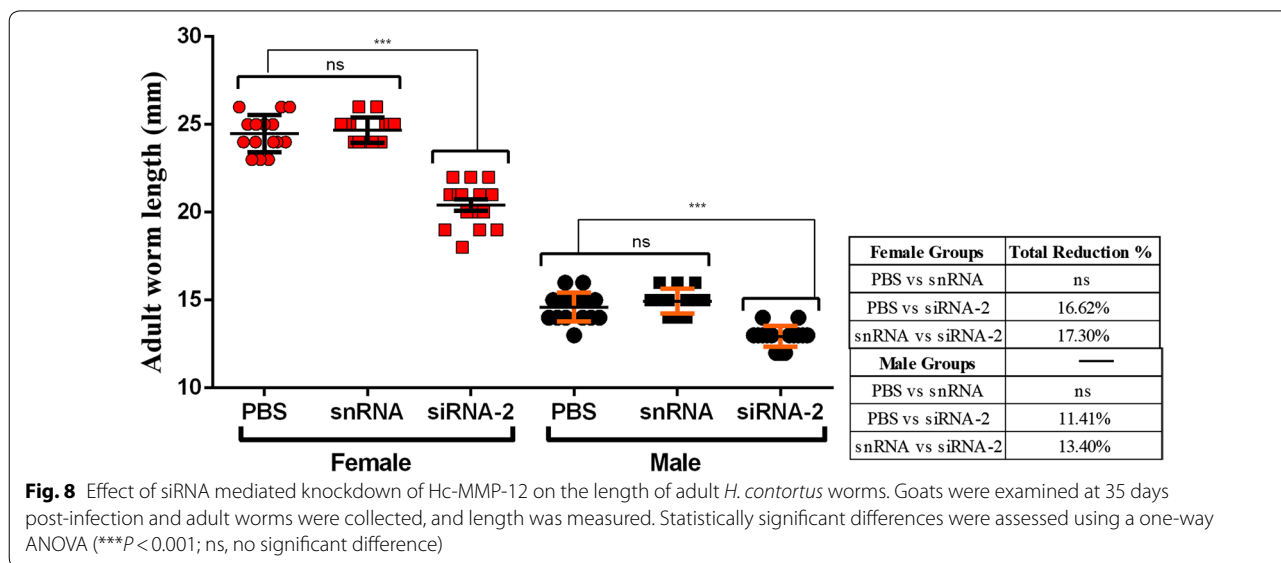 Adult worm length (mm)
30
25
20
15
10
ns
***
ns
***
PBS
snRNA
siRNA-2
PBS
snRNA
siRNA-2
Female
Male
Female Groups Total Reduction %
PBS vs snRNA ns
PBS vs siRNA-2 16.62%
snRNA vs siRNA-2 17.30%
Male Groups —
PBS vs snRNA ns
PBS vs siRNA-2 11.41%
snRNA vs siRNA-2 13.40%
Fig. 8 Effect of siRNA mediated knockdown of Hc-MMP-12 on the length of adult H. contortus worms. Goats were examined at 35 days
post-infection and adult worms were collected, and length was measured. Statistically significant differences were assessed using a one-way
ANOVA (***P < 0.001; ns, no significant difference)